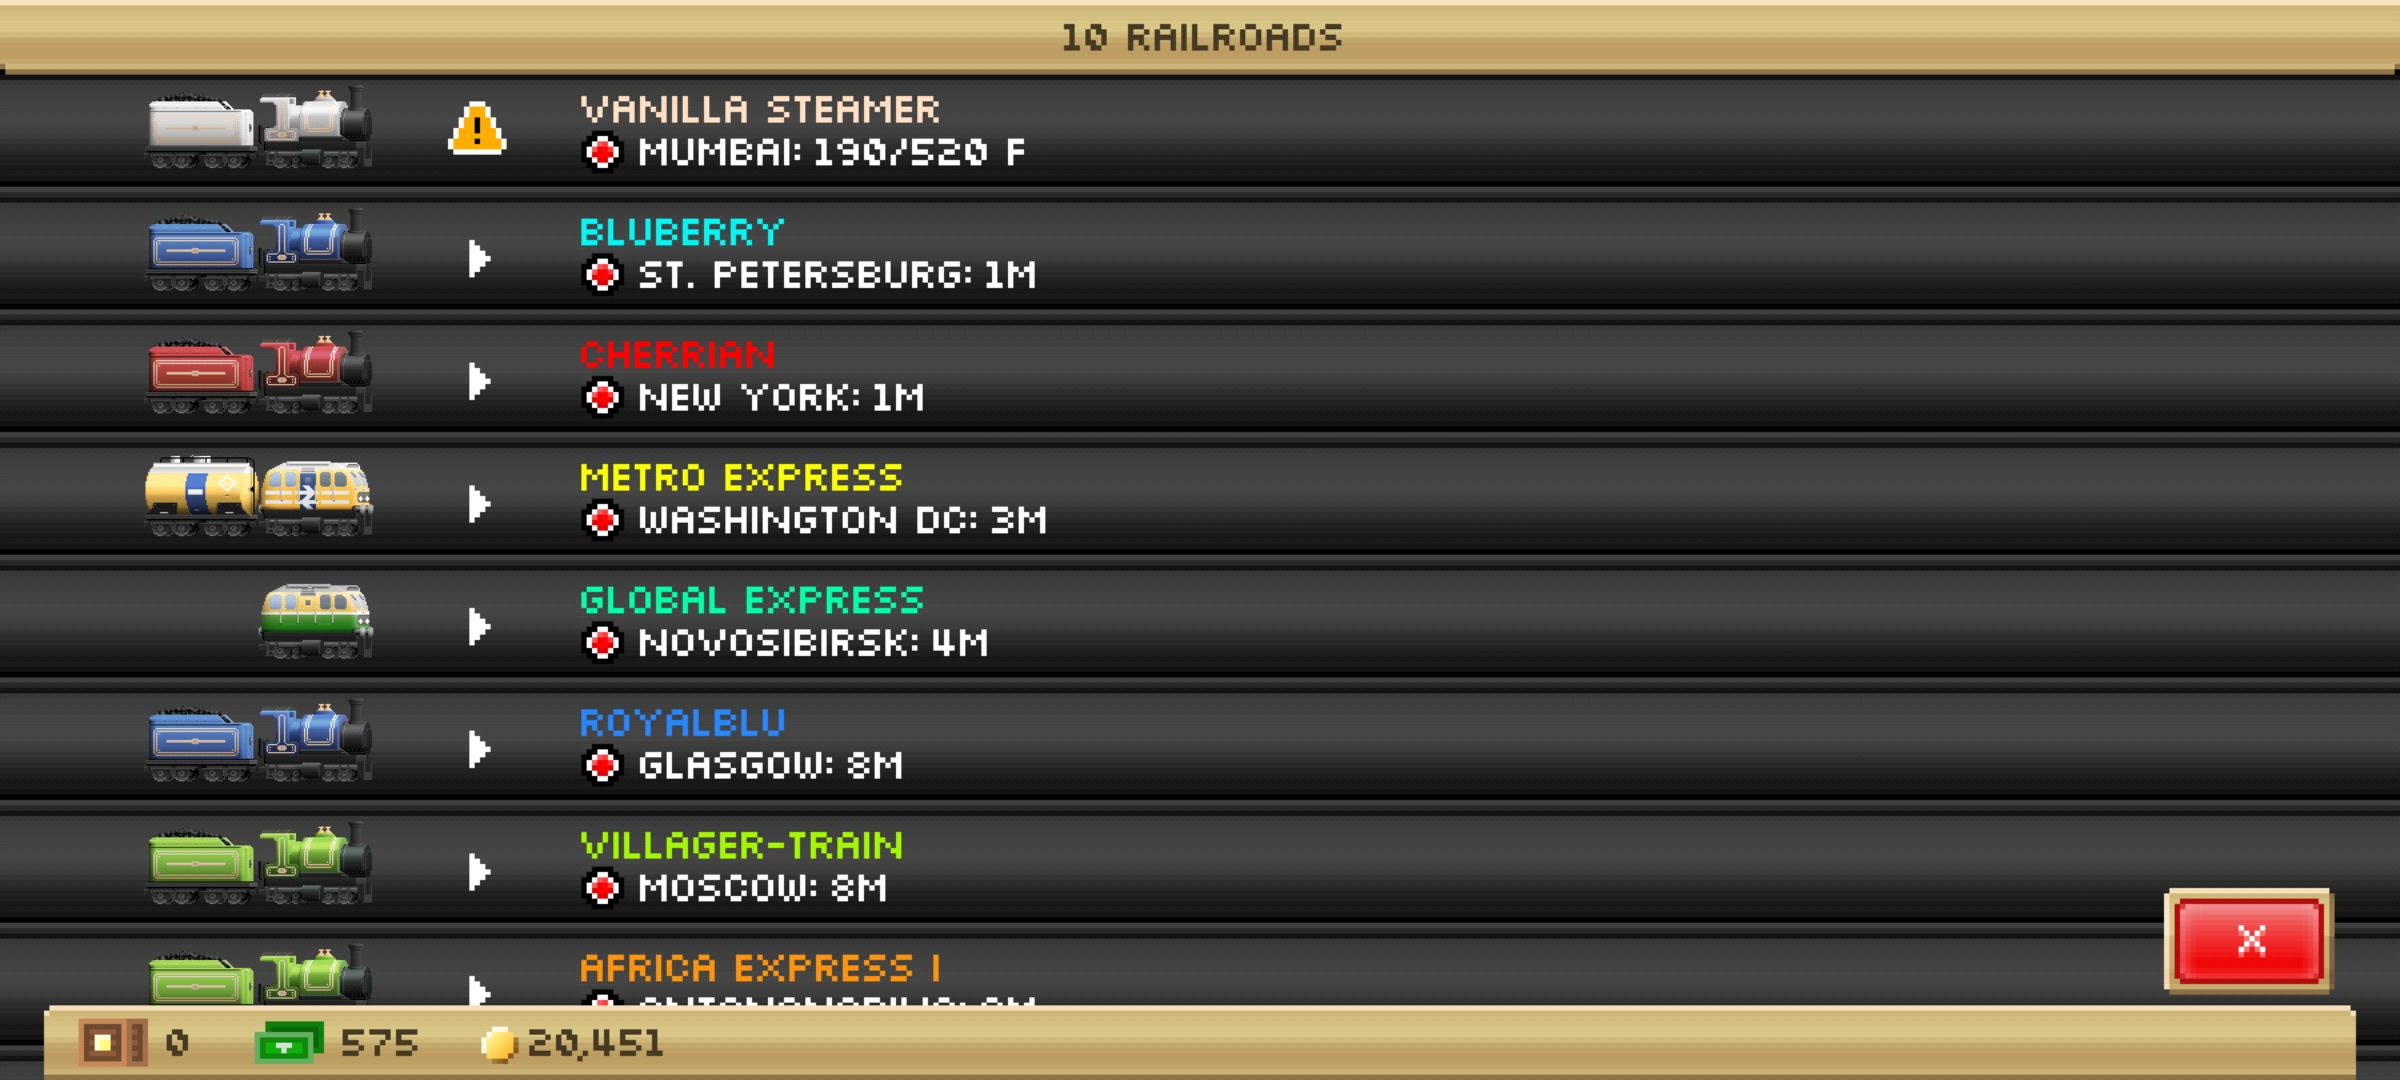 10 RAILROADS
VANILLA STEAMER
MUMBAI: 190/520 F
BLUBERRY
ST. PETERSBURG: 1M
CHERRIAN
NEW YORK: 1M
METRO EXPRESS
WASHINGTON DC: 3M
GLOBAL EXPRESS
NOVOSIBIRSK: 4M
ROYALBLU
GLASGOW: 8M
VILLAGER-TRAIN
MOSCOW: 8M
AFRICA EXPRESS I
X
0 575 20,451